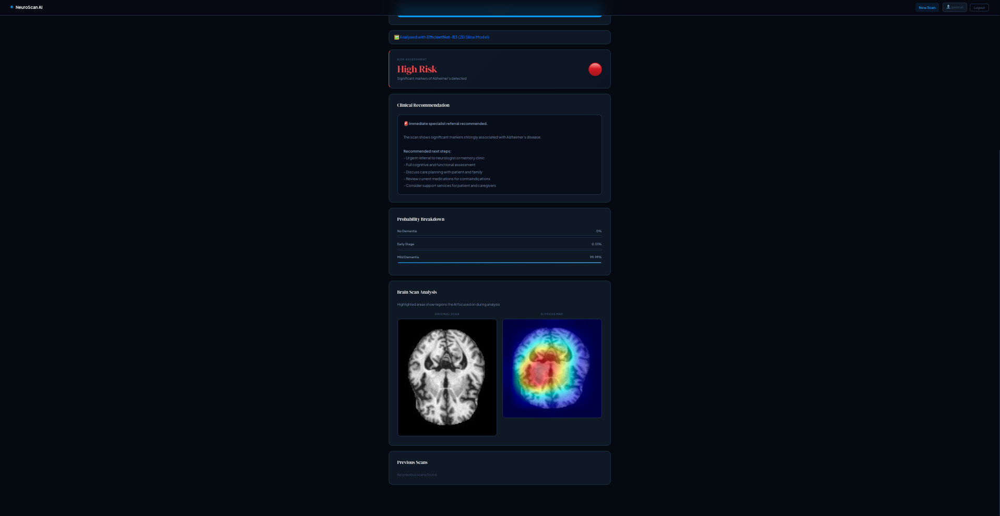 NeuroScan AI
New Scan
gaderab
Logout
Analyzed with EfficientNet-B3 (2D Slice Model)
RISK ASSESSMENT
High Risk
Significant markers of Alzheimer's detected
Clinical Recommendation
Immediate specialist referral recommended.
The scan shows significant markers strongly associated with Alzheimer's disease.
Recommended next steps:
- Urgent referral to neurologist or memory clinic
- Full cognitive and functional assessment
- Discuss care planning with patient and family
- Review current medications for contraindications
- Consider support services for patient and caregivers
Probability Breakdown
No Dementia 0%
Early Stage 0.01%
Mild Dementia 99.99%
Brain Scan Analysis
Highlighted areas show regions the AI focused on during analysis
ORIGINAL SCAN AI FOCUS MAP
Previous Scans
No previous scans found.